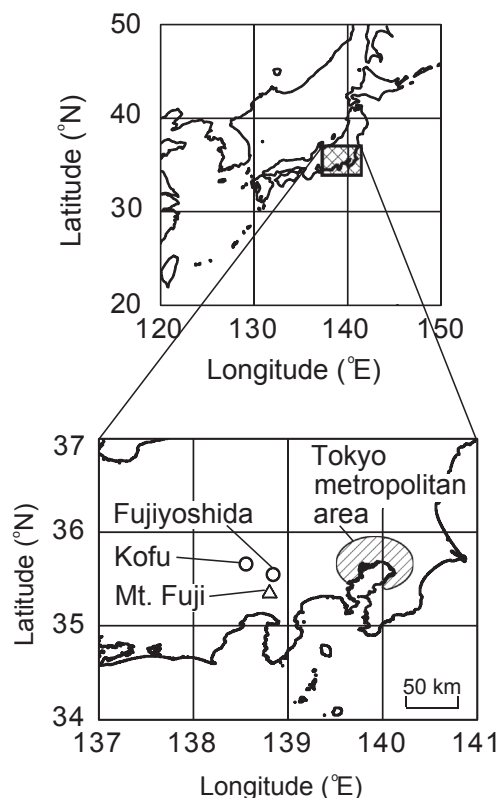 50
40
30
20
Latitude (°N)
120 130 140 150
Longitude (°E)
37
36
35
34
Latitude (°N)
Tokyo
metropolitan
area
Fujiyoshida
Kofu
Mt. Fuji
50 km
137 138 139 140 141
Longitude (°E)